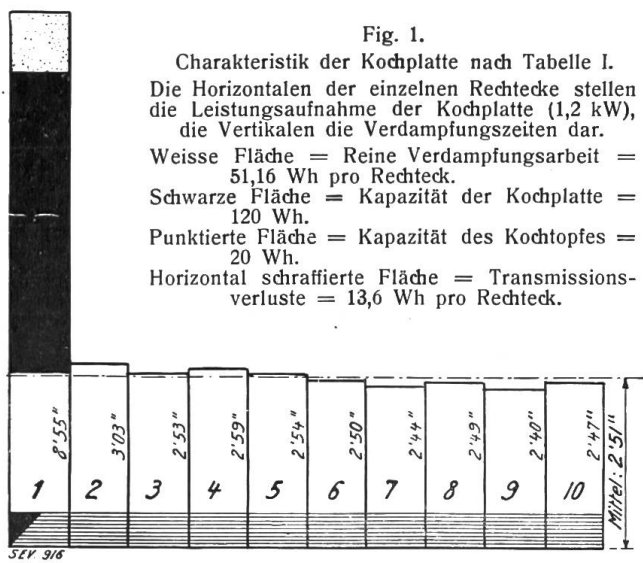 Fig. 1.
Charakteristik der Kochplatte nach Tabelle I.
Die Horizontalen der einzelnen Rechtecke stellen
die Leistungsaufnahme der Kochplatte (1,2 kW),
die Vertikalen die Verdampfungszeiten dar.
Weisse Fläche = Reine Verdampfungsarbeit =
51,16 Wh pro Rechteck.
Schwarze Fläche = Kapazität der Kochplatte =
120 Wh.
Punktierte Fläche = Kapazität des Kochtopfes =
20 Wh.
Horizontal schraffierte Fläche = Transmissions-
verluste = 13,6 Wh pro Rechteck.
8'55" 3'03" 2'53" 2'59" 2'54" 2'50" 2'44" 2'49" 2'40" 2'47" Mittel: 2'51"
1 2 3 4 5 6 7 8 9 10
SEV. 916